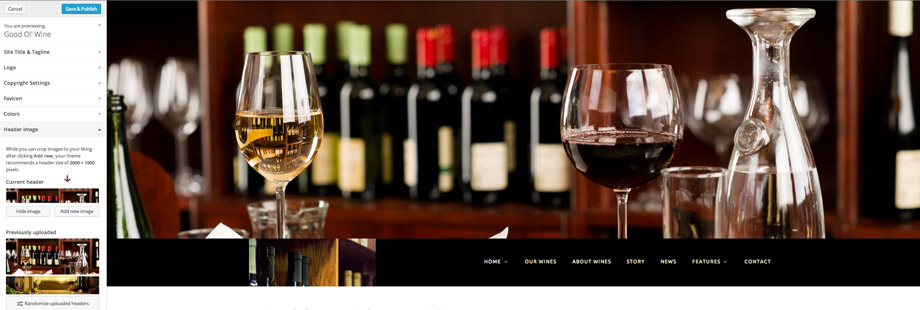 Cancel
Save & Publish
You are previewing
Good Ol' Wine
Site Title & Tagline
Logo
Copyright Settings
Favicon
Colors
Header Image
While you can crop images to your liking
after clicking Add new, your theme
recommends a header size of 2600 × 1000
pixels.
Current header
Hide image
Add new image
Previously uploaded
Randomize uploaded headers
HOME
OUR WINES
ABOUT WINES
STORY
NEWS
FEATURES
CONTACT